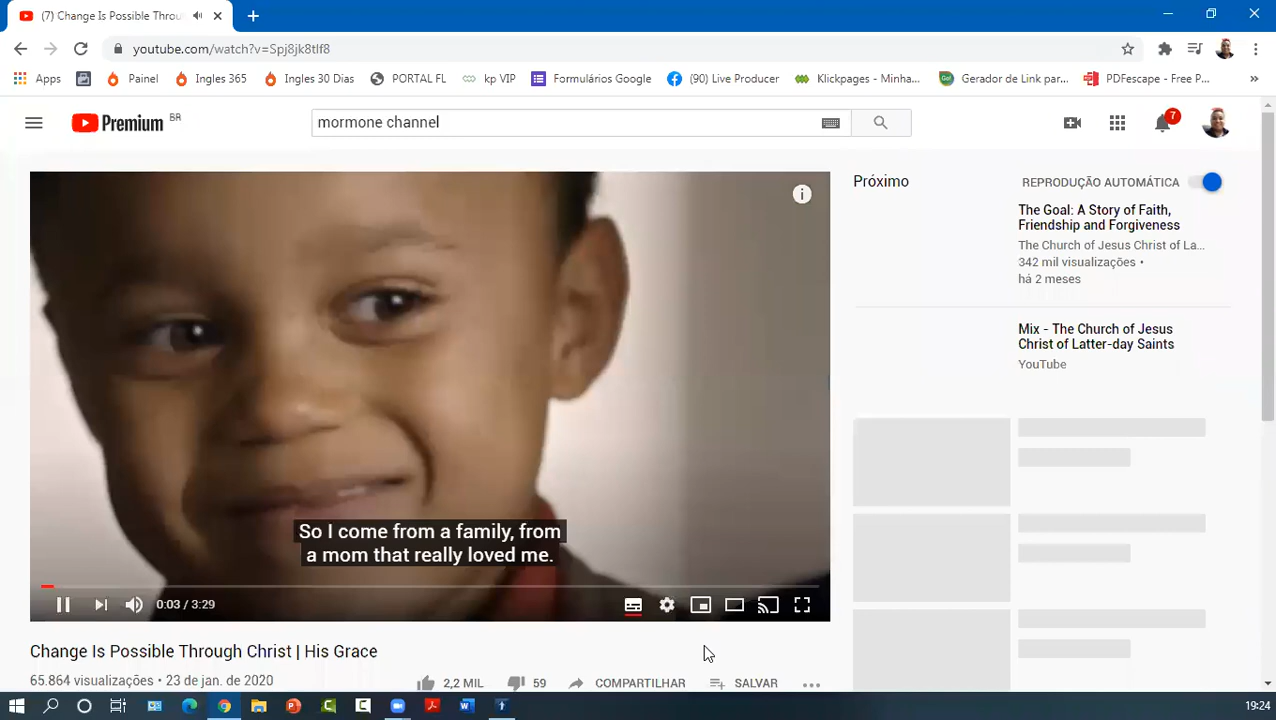 (7) Change Is Possible Throu
youtube.com/watch?v=Spj8jk8tlf8
Apps
Painel
Ingles 365
Ingles 30 Dias
PORTAL FL
kp VIP
Formulários Google
(90) Live Producer
Klickpages - Minha...
Gerador de Link par...
PDFescape - Free P...
»
Premium BR
mormone channel
7
Próximo
REPRODUÇÃO AUTOMÁTICA
The Goal: A Story of Faith,
Friendship and Forgiveness
The Church of Jesus Christ of La...
342 mil visualizações •
há 2 meses
Mix - The Church of Jesus
Christ of Latter-day Saints
YouTube
So I come from a family, from
a mom that really loved me.
0:03 / 3:29
Change Is Possible Through Christ | His Grace
65.864 visualizações • 23 de jan. de 2020
2,2 MIL
59
COMPARTILHAR
SALVAR
19:24